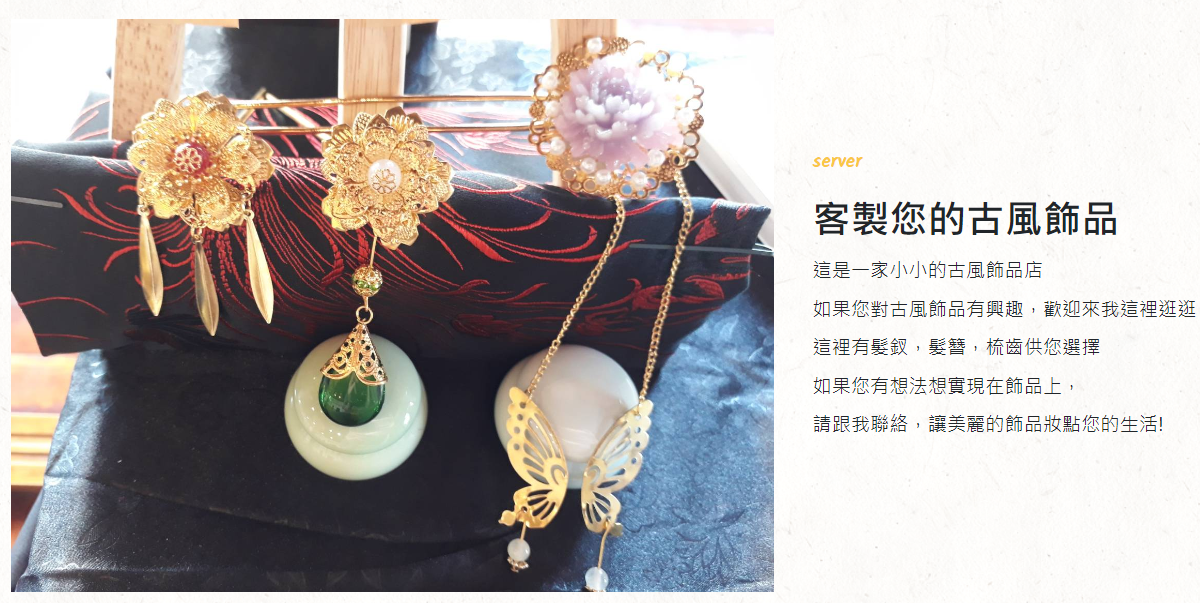 server
客製您的古風飾品
這是一家小小的古風飾品店
如果您對古風飾品有興趣，歡迎來我這裡逛逛
這裡有髮釵，髮簪，梳齒供您選擇
如果您有想法想實現在飾品上，
請跟我聯絡，讓美麗的飾品妝點您的生活!